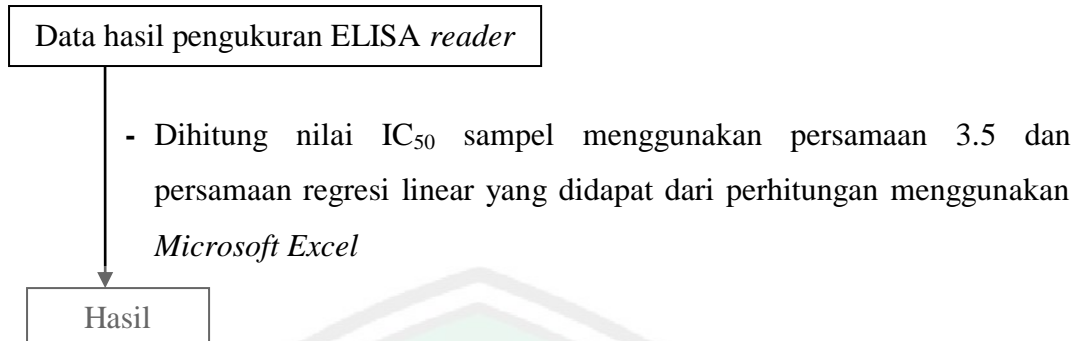 Data hasil pengukuran ELISA reader
- Dihitung nilai IC₅₀ sampel menggunakan persamaan 3.5 dan
persamaan regresi linear yang didapat dari perhitungan menggunakan
Microsoft Excel
Hasil